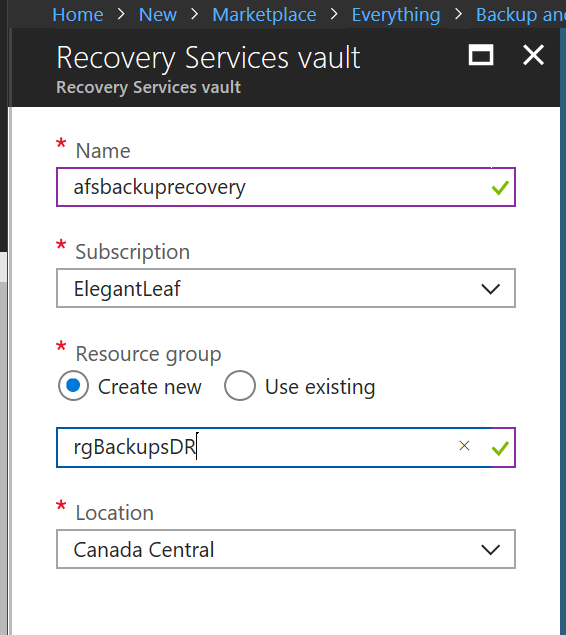 Home > New > Marketplace > Everything > Backup an
Recovery Services vault
Recovery Services vault
* Name
afsbackuprecovery
* Subscription
ElegantLeaf
* Resource group
Create new Use existing
rgBackupsDR
* Location
Canada Central